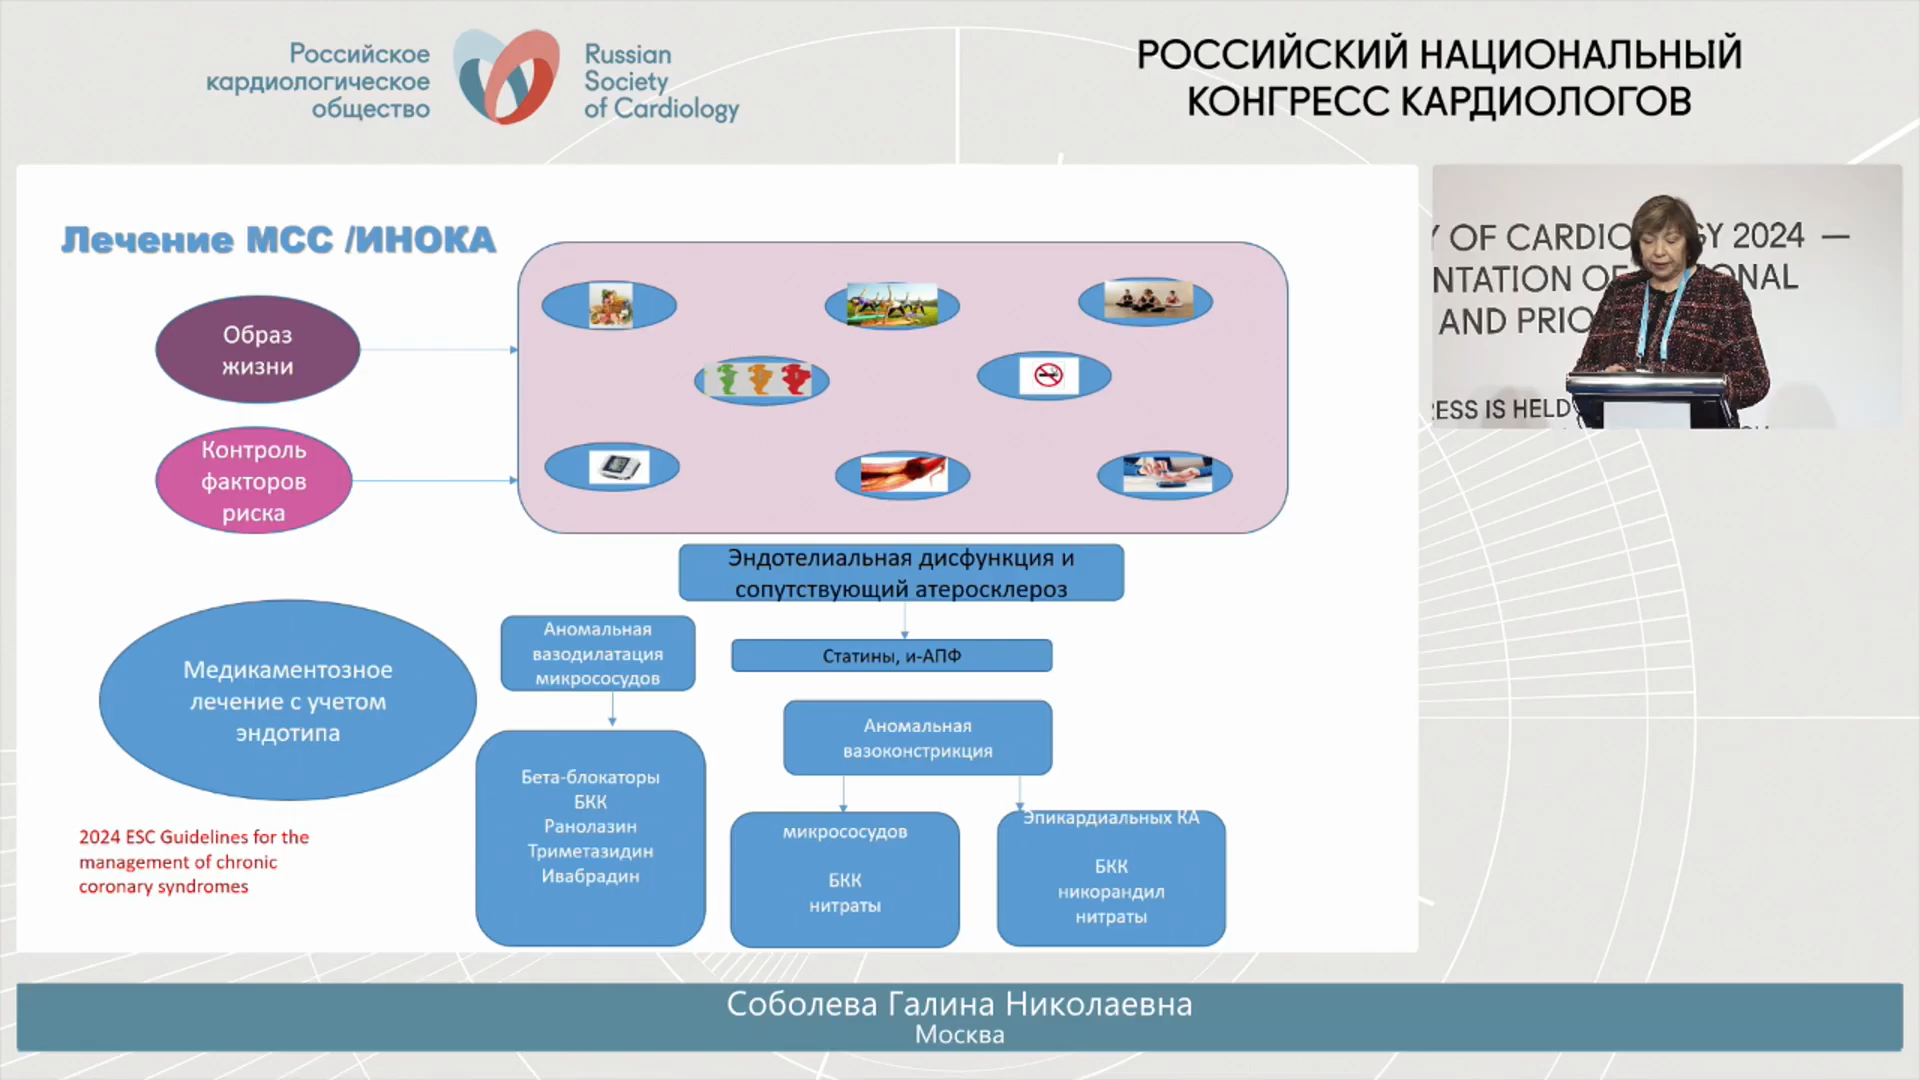 Российское
кардиологическое
общество
Russian
Society
of Cardiology
РОССИЙСКИЙ НАЦИОНАЛЬНЫЙ
КОНГРЕСС КАРДИОЛОГОВ
Лечение МСС /ИНОКА
Образ
жизни
Контроль
факторов
риска
Эндотелиальная дисфункция и
сопутствующий атеросклероз
Статины, и-АПФ
Медикаментозное
лечение с учетом
эндотипа
Аномальная
вазодилатация
микрососудов
Бета-блокаторы
БКК
Ранолазин
Триметазидин
Ивабрадин
Аномальная
вазоконстрикция
микрососудов
БКК
нитраты
Эпикардиальных КА
БКК
никорандил
нитраты
2024 ESC Guidelines for the
management of chronic
coronary syndromes
Y OF CARDIO GY 2024 —
NTATION OF ONAL
AND PRIO
RESS IS HELD
Соболева Галина Николаевна
Москва